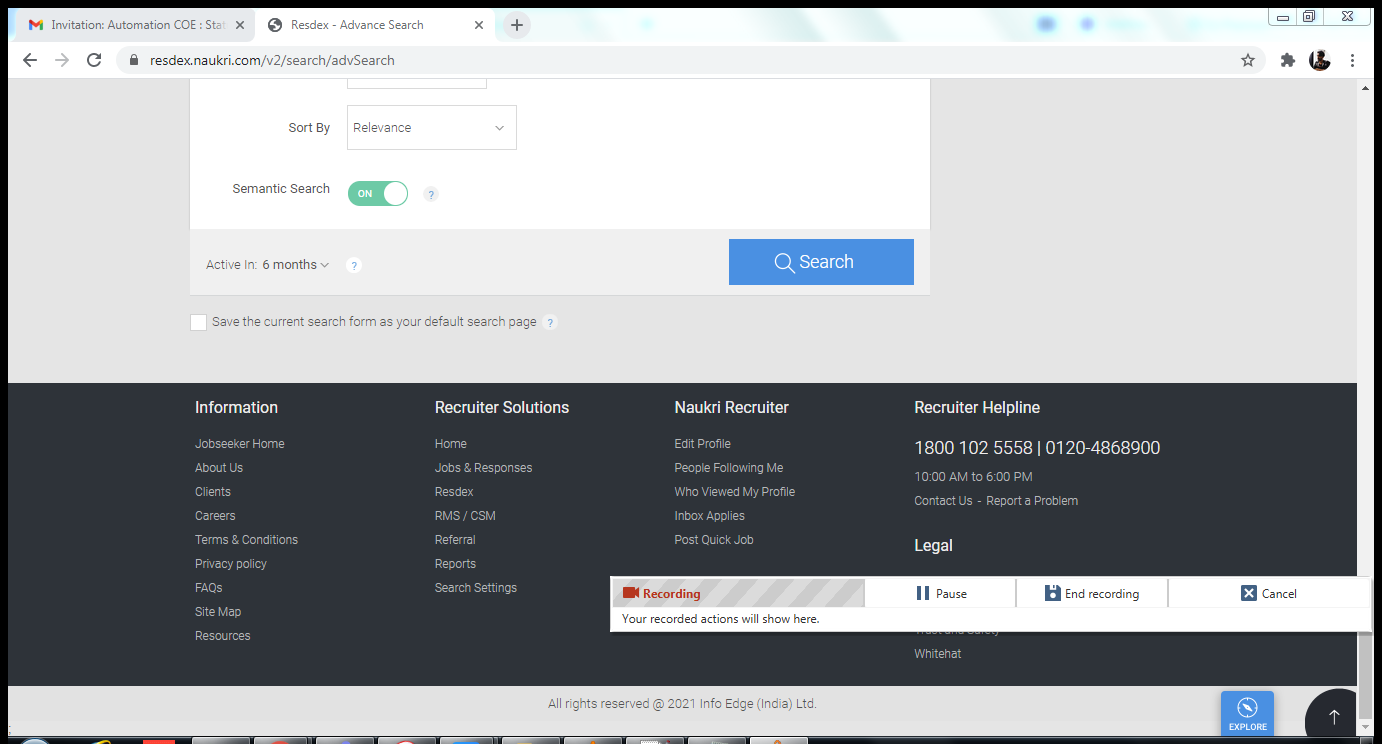 Invitation: Automation COE : Stat
Resdex - Advance Search
resdex.naukri.com/v2/search/advSearch
Sort By Relevance
Semantic Search ON ?
Active In: 6 months ? Search
Save the current search form as your default search page ?
Information
Jobseeker Home
About Us
Clients
Careers
Terms & Conditions
Privacy policy
FAQs
Site Map
Resources
Recruiter Solutions
Home
Jobs & Responses
Resdex
RMS / CSM
Referral
Reports
Search Settings
Naukri Recruiter
Edit Profile
People Following Me
Who Viewed My Profile
Inbox Applies
Post Quick Job
Recruiter Helpline
1800 102 5558 | 0120-4868900
10:00 AM to 6:00 PM
Contact Us - Report a Problem
Legal
Recording Pause End recording Cancel
Your recorded actions will show here.
Trust and Safety
Whitehat
All rights reserved @ 2021 Info Edge (India) Ltd.
EXPLORE